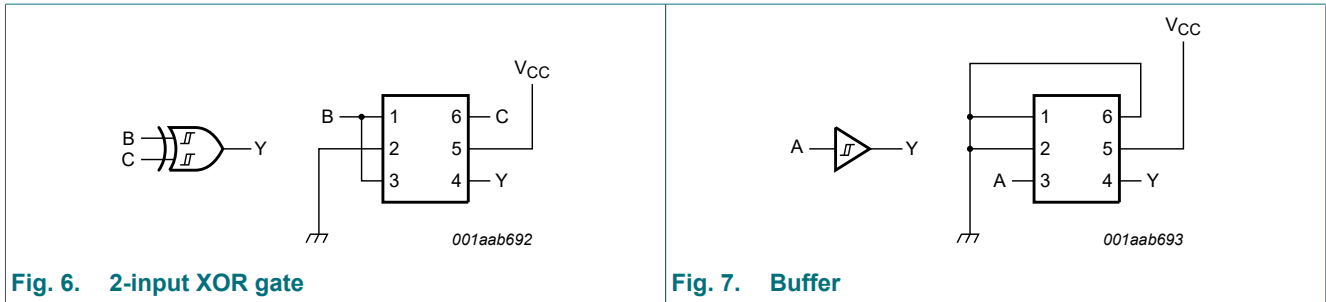 B
C
Y
B
1
2
3
6
5
4
C
Y
VCC
001aab692
Fig. 6. 2-input XOR gate
A
Y
1
2
A
3
6
5
4
Y
VCC
001aab693
Fig. 7. Buffer